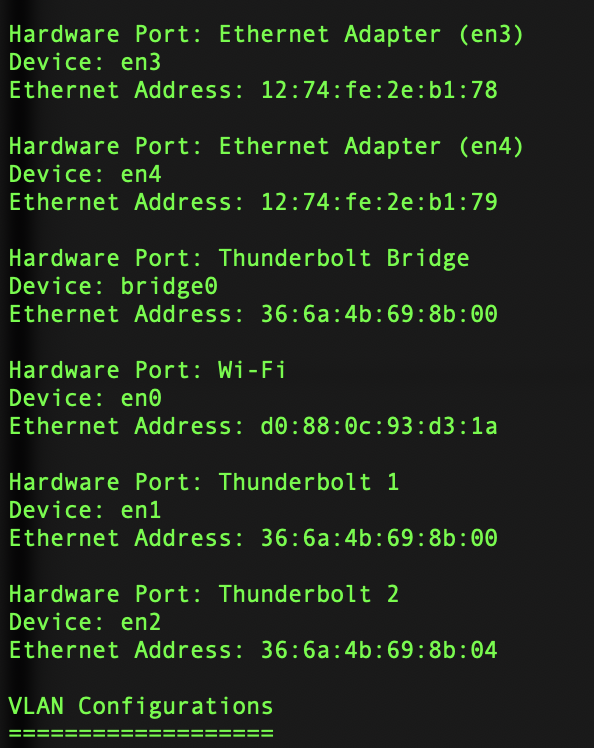 Hardware Port: Ethernet Adapter (en3)
Device: en3
Ethernet Address: 12:74:fe:2e:b1:78
Hardware Port: Ethernet Adapter (en4)
Device: en4
Ethernet Address: 12:74:fe:2e:b1:79
Hardware Port: Thunderbolt Bridge
Device: bridge0
Ethernet Address: 36:6a:4b:69:8b:00
Hardware Port: Wi-Fi
Device: en0
Ethernet Address: d0:88:0c:93:d3:1a
Hardware Port: Thunderbolt 1
Device: en1
Ethernet Address: 36:6a:4b:69:8b:00
Hardware Port: Thunderbolt 2
Device: en2
Ethernet Address: 36:6a:4b:69:8b:04
VLAN Configurations
===================